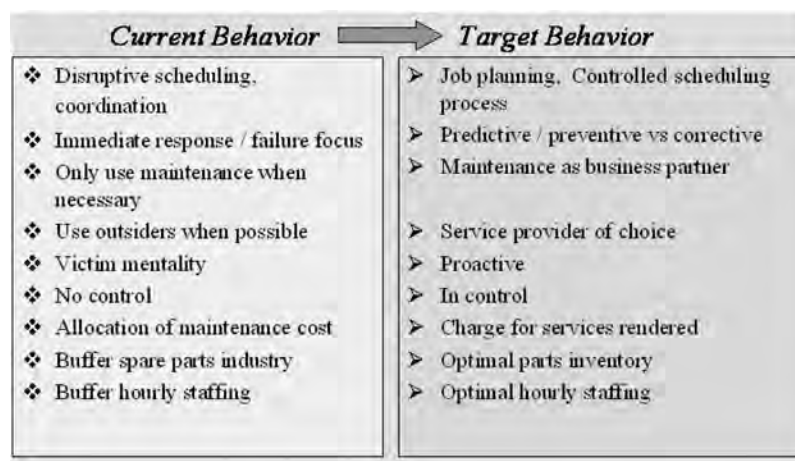 Current Behavior
Disruptive scheduling,
coordination
Immediate response / failure focus
Only use maintenance when
necessary
Use outsiders when possible
Victim mentality
No control
Allocation of maintenance cost
Buffer spare parts industry
Buffer hourly staffing
Target Behavior
Job planning, Controlled scheduling
process
Predictive / preventive vs corrective
Maintenance as business partner
Service provider of choice
Proactive
In control
Charge for services rendered
Optimal parts inventory
Optimal hourly staffing